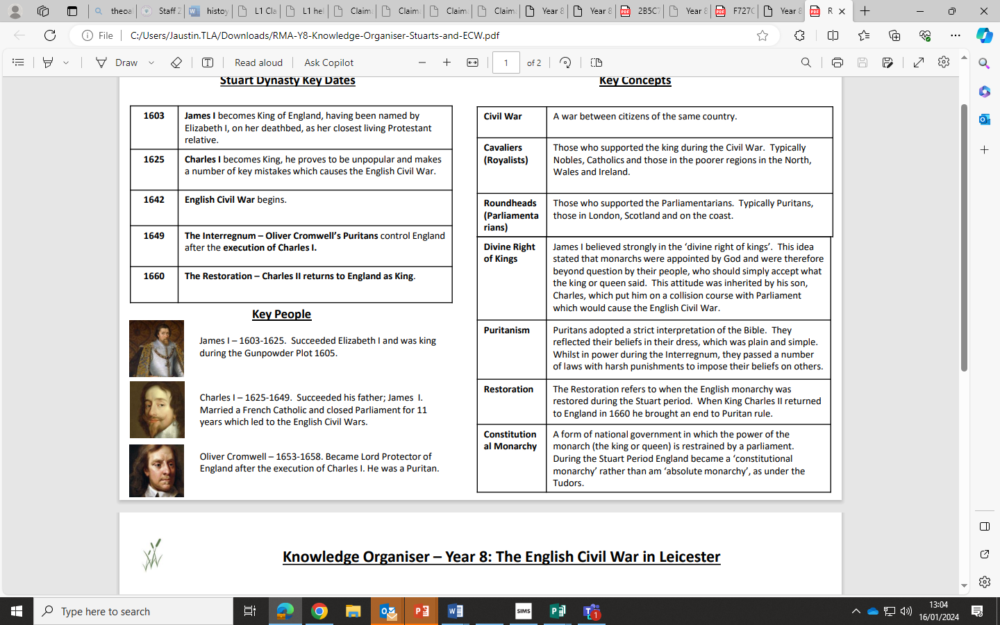 theoa
Staff Z
histoy
L1 Cla
L1 hel
Claim
Claim
Claim
Claim
Year 8
Year 8
2B5C7
Year 8
F727C
Year 8
R
File
C:/Users/Jaustin.TLA/Downloads/RMA-Y8-Knowledge-Organiser-Stuarts-and-ECW.pdf
Draw
Read aloud
Ask Copilot
1
of 2
Stuart Dynasty Key Dates
1603
James I becomes King of England, having been named by
Elizabeth I, on her deathbed, as her closest living Protestant
relative.
1625
Charles I becomes King, he proves to be unpopular and makes
a number of key mistakes which causes the English Civil War.
1642
English Civil War begins.
1649
The Interregnum – Oliver Cromwell’s Puritans control England
after the execution of Charles I.
1660
The Restoration – Charles II returns to England as King.
Key People
James I – 1603-1625. Succeeded Elizabeth I and was king
during the Gunpowder Plot 1605.
Charles I – 1625-1649. Succeeded his father; James I.
Married a French Catholic and closed Parliament for 11
years which led to the English Civil Wars.
Oliver Cromwell – 1653-1658. Became Lord Protector of
England after the execution of Charles I. He was a Puritan.
Key Concepts
Civil War
A war between citizens of the same country.
Cavaliers
(Royalists)
Those who supported the king during the Civil War. Typically
Nobles, Catholics and those in the poorer regions in the North,
Wales and Ireland.
Roundheads
(Parliamenta
rians)
Those who supported the Parliamentarians. Typically Puritans,
those in London, Scotland and on the coast.
Divine Right
of Kings
James I believed strongly in the ‘divine right of kings’. This idea
stated that monarchs were appointed by God and were therefore
beyond question by their people, who should simply accept what
the king or queen said. This attitude was inherited by his son,
Charles, which put him on a collision course with Parliament
which would cause the English Civil War.
Puritanism
Puritans adopted a strict interpretation of the Bible. They
reflected their beliefs in their dress, which was plain and simple.
Whilst in power during the Interregnum, they passed a number
of laws with harsh punishments to impose their beliefs on others.
Restoration
The Restoration refers to when the English monarchy was
restored during the Stuart period. When King Charles II returned
to England in 1660 he brought an end to Puritan rule.
Constitution
al Monarchy
A form of national government in which the power of the
monarch (the king or queen) is restrained by a parliament.
During the Stuart Period England became a ‘constitutional
monarchy’ rather than am ‘absolute monarchy’, as under the
Tudors.
Knowledge Organiser – Year 8: The English Civil War in Leicester
Type here to search
SIMS
1
13:04
16/01/2024